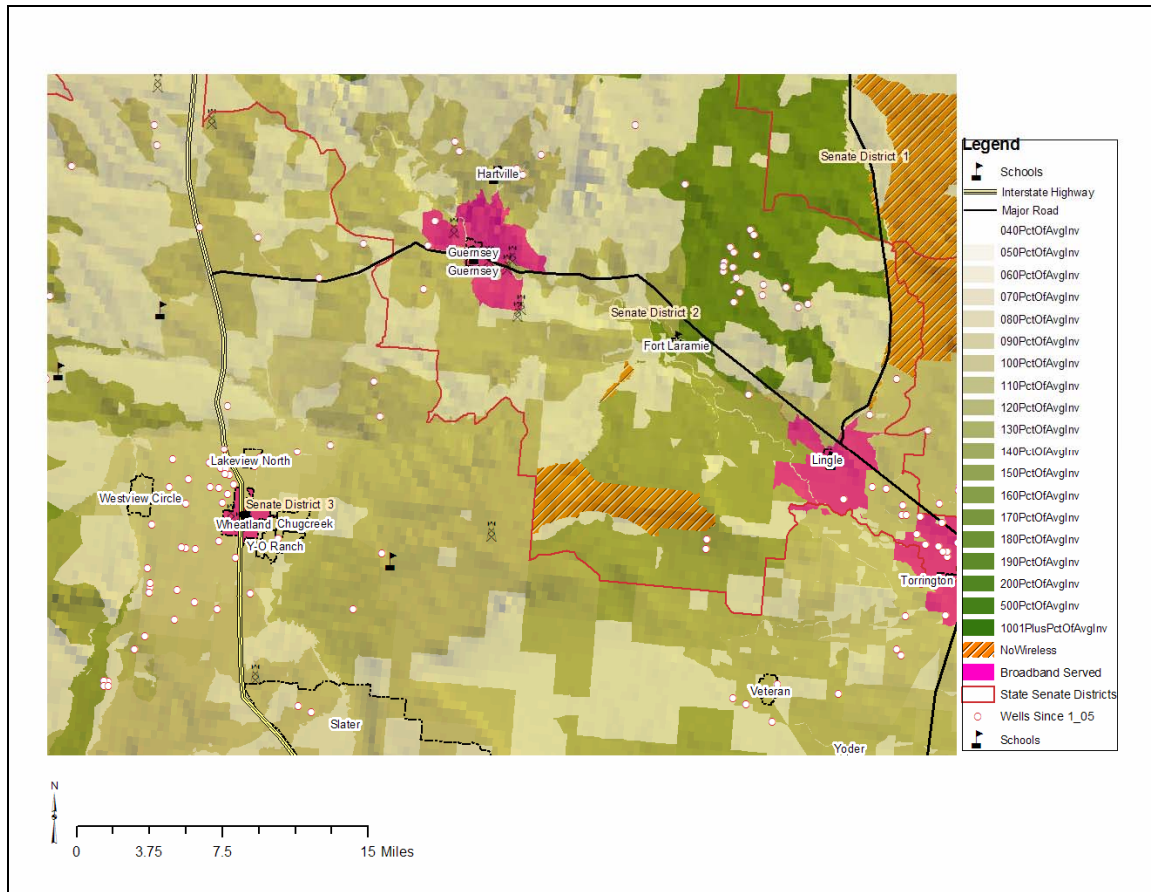 Senate District 1
Hartville
Guernsey
Guernsey
Senate District 2
Fort Laramie
Lakeview North
Lingle
Westview Circle
Senate District 3
Wheatland
Chugcreek
Y-O Ranch
Torrington
Veteran
Slater
Yoder
Legend
Schools
Interstate Highway
Major Road
040PctOfAvgInv
050PctOfAvgInv
060PctOfAvgInv
070PctOfAvgInv
080PctOfAvgInv
090PctOfAvgInv
100PctOfAvgInv
110PctOfAvgInv
120PctOfAvgInv
130PctOfAvgInv
140PctOfAvgInv
150PctOfAvgInv
160PctOfAvgInv
170PctOfAvgInv
180PctOfAvgInv
190PctOfAvgInv
200PctOfAvgInv
500PctOfAvgInv
1001PlusPctOfAvgInv
NoWireless
Broadband Served
State Senate Districts
Wells Since 1_05
Schools
N
0 3.75 7.5 15 Miles